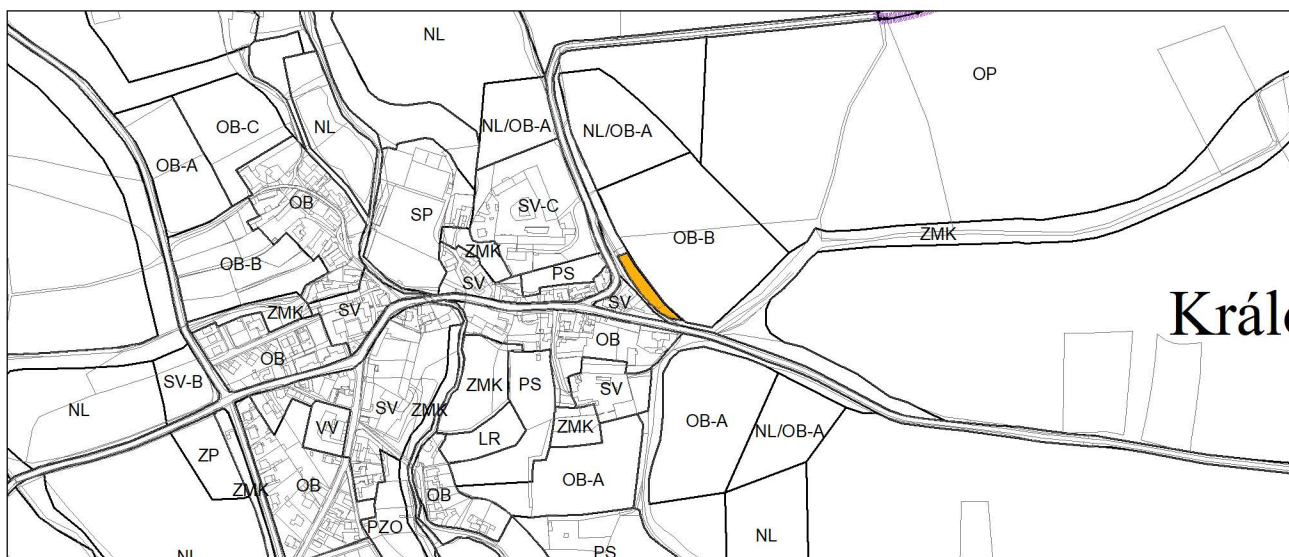 NL
OP
OB-C
NL
NL/OB-A
NL/OB-A
OB-A
OB
SP
SV-C
OB-B
ZMK
ZMK
OB-B
SV
PS
ZMK
SV
SV
Králo
OB
OB
SV-B
ZMK
PS
SV
NL
SV
ZMK
OB-A
VV
LR
ZMK
NL/OB-A
ZP
ZMK
OB
OB-A
OB
PZO
NL
NL
PS